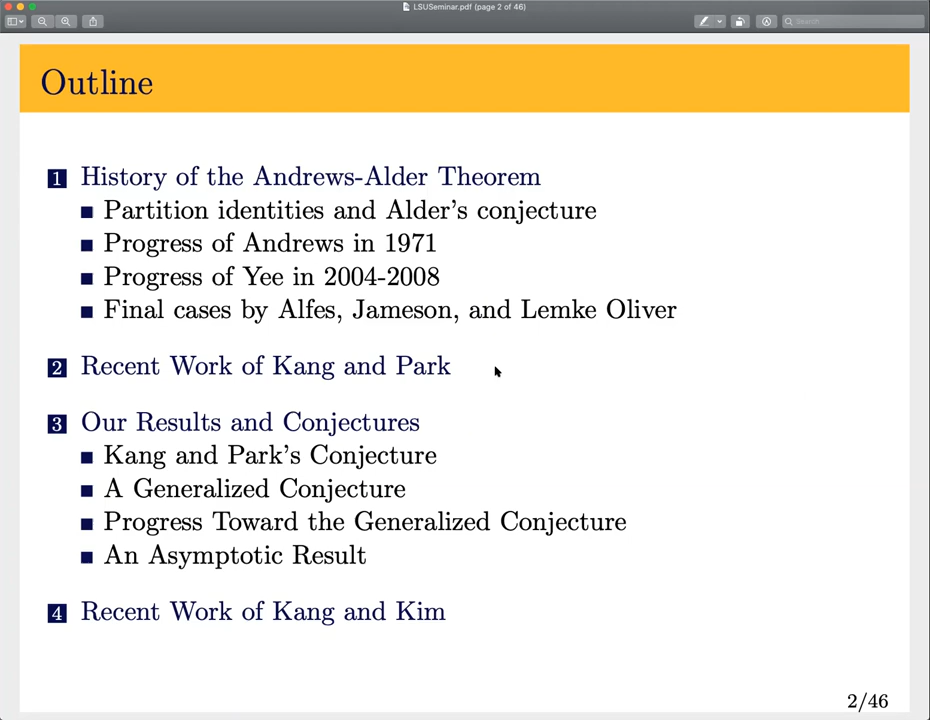 LSUSeminar.pdf (page 2 of 46)
Search
Outline
1 History of the Andrews-Alder Theorem
Partition identities and Alder's conjecture
Progress of Andrews in 1971
Progress of Yee in 2004-2008
Final cases by Alfes, Jameson, and Lemke Oliver
2 Recent Work of Kang and Park
3 Our Results and Conjectures
Kang and Park's Conjecture
A Generalized Conjecture
Progress Toward the Generalized Conjecture
An Asymptotic Result
4 Recent Work of Kang and Kim
2/46